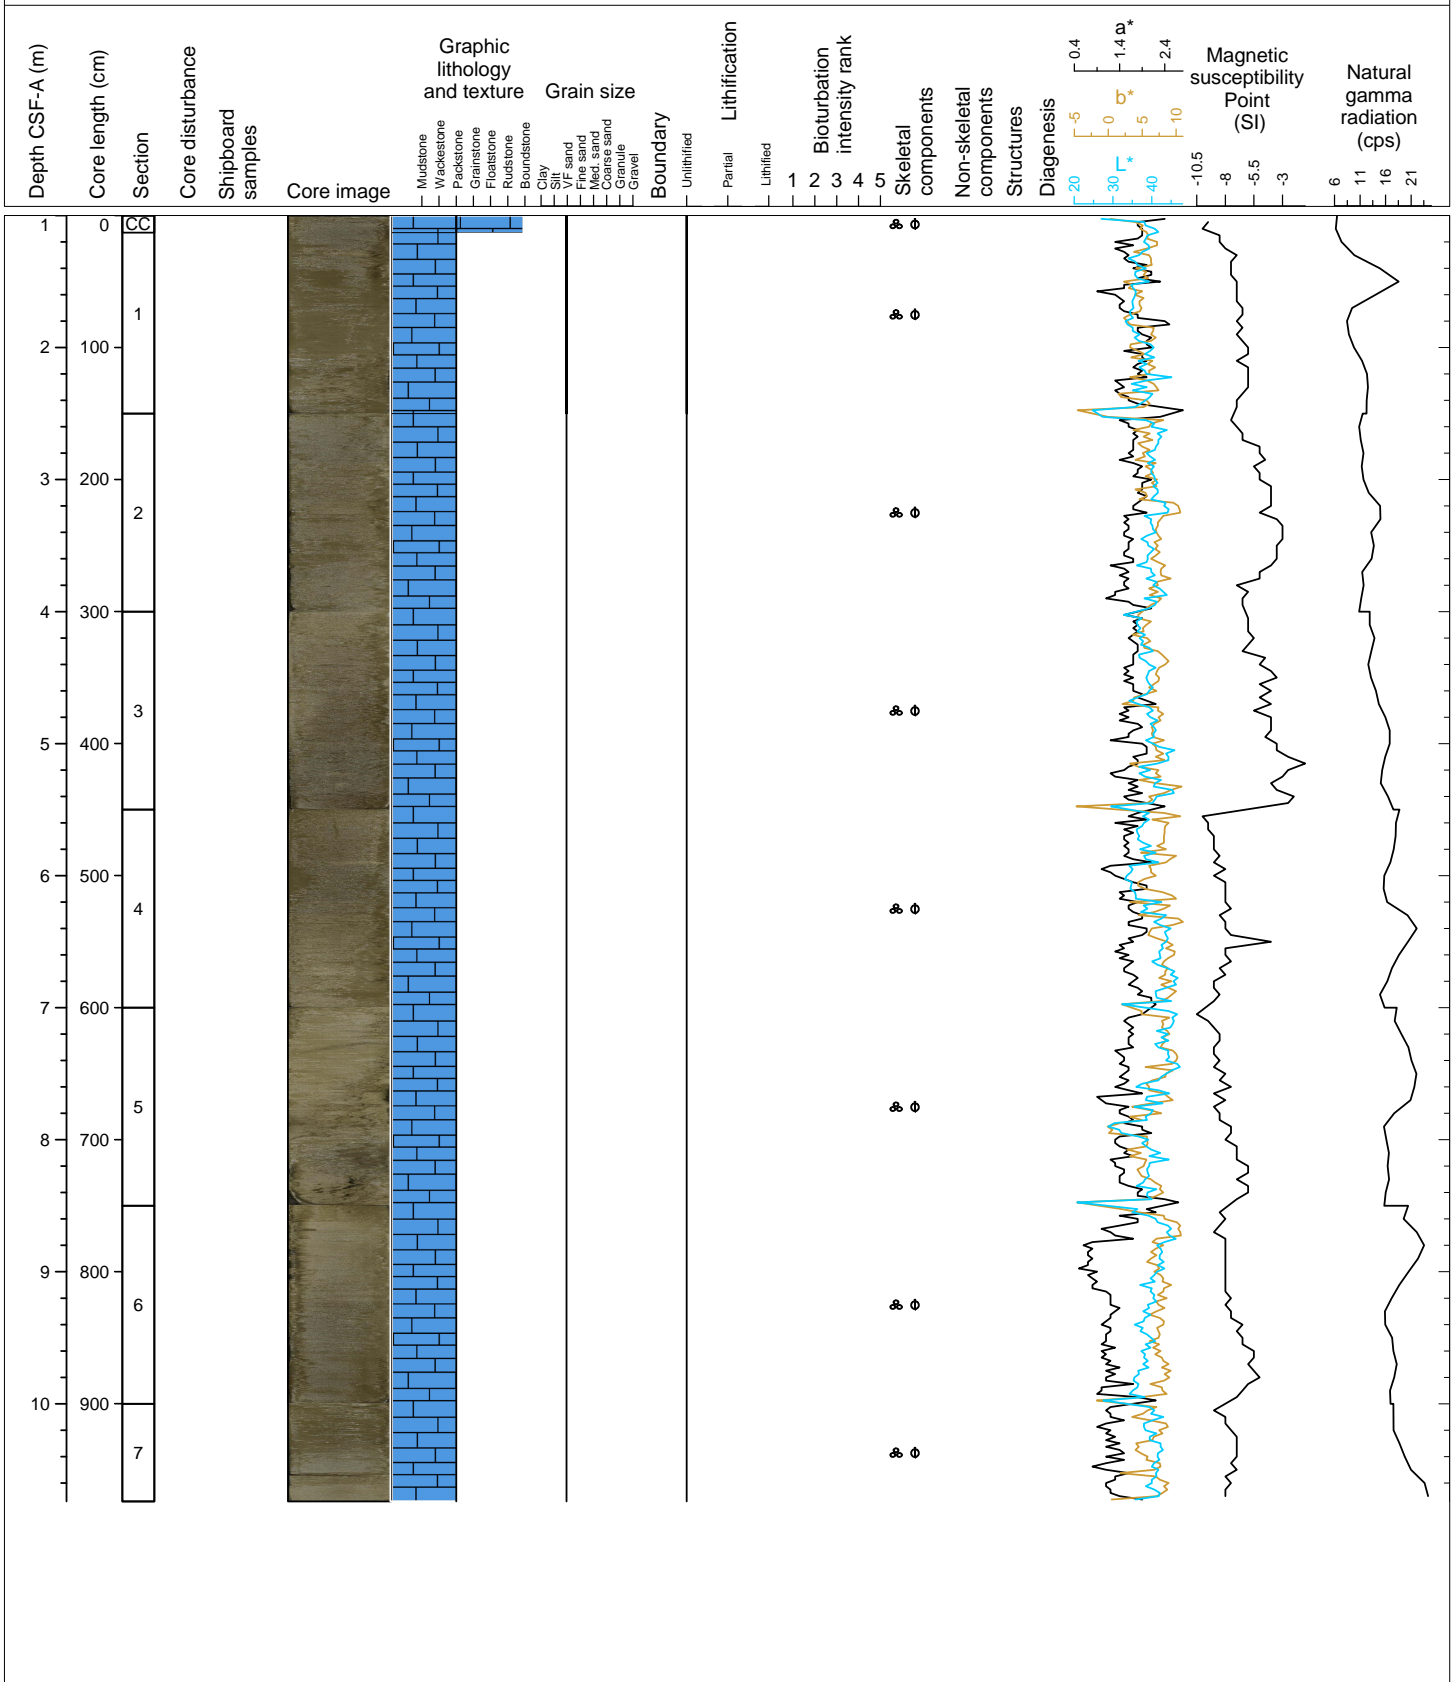 Depth CSF-A (m)
Core length (cm)
Section
Core disturbance
Shipboard
samples
Core image
Graphic
lithology
and texture
Mudstone
Wackestone
Packstone
Grainstone
Floatstone
Rudstone
Boundstone
Grain size
Clay
Silt
VF sand
Fine sand
Med. sand
Coarse sand
Granule
Gravel
Boundary
Lithification
Unlithified
Partial
Lithified
Bioturbation
intensity rank
1 2 3 4 5
Skeletal
components
Non-skeletal
components
Structures
Diagenesis
a*
0.4 1.4 2.4
b*
-5 0 5 10
L*
20 30 40
Magnetic
susceptibility
Point
(SI)
-10.5 -8 -5.5 -3
Natural
gamma
radiation
(cps)
6 11 16 21
1 0 CC
1
2 100
3 200
2
4 300
3
5 400
6 500
4
7 600
5
8 700
9 800
6
10 900
7